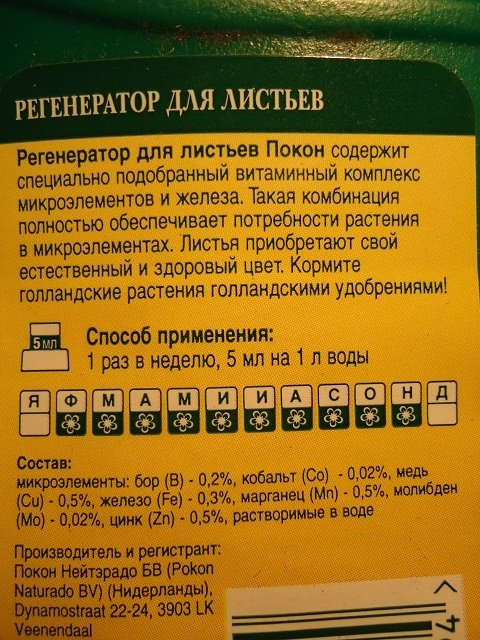 РЕГЕНЕРАТОР ДЛЯ ЛИСТЬЕВ
Регенератор для листьев Покон содержит
специально подобранный витаминный комплекс
микроэлементов и железа. Такая комбинация
полностью обеспечивает потребности растения
в микроэлементах. Листья приобретают свой
естественный и здоровый цвет. Кормите
голландские растения голландскими удобрениями!
5 мл
Способ применения:
1 раз в неделю, 5 мл на 1 л воды
Я Ф М А М И И А С О Н Д
Состав:
микроэлементы: бор (B) - 0,2%, кобальт (Co) - 0,02%, медь
(Cu) - 0,5%, железо (Fe) - 0,3%, марганец (Mn) - 0,5%, молибден
(Mo) - 0,02%, цинк (Zn) - 0,5%, растворимые в воде
Производитель и регистрант:
Покон Нейтэрадо БВ (Pokon
Naturado BV) (Нидерланды),
Dynamostraat 22-24, 3903 LK
Veenendaal